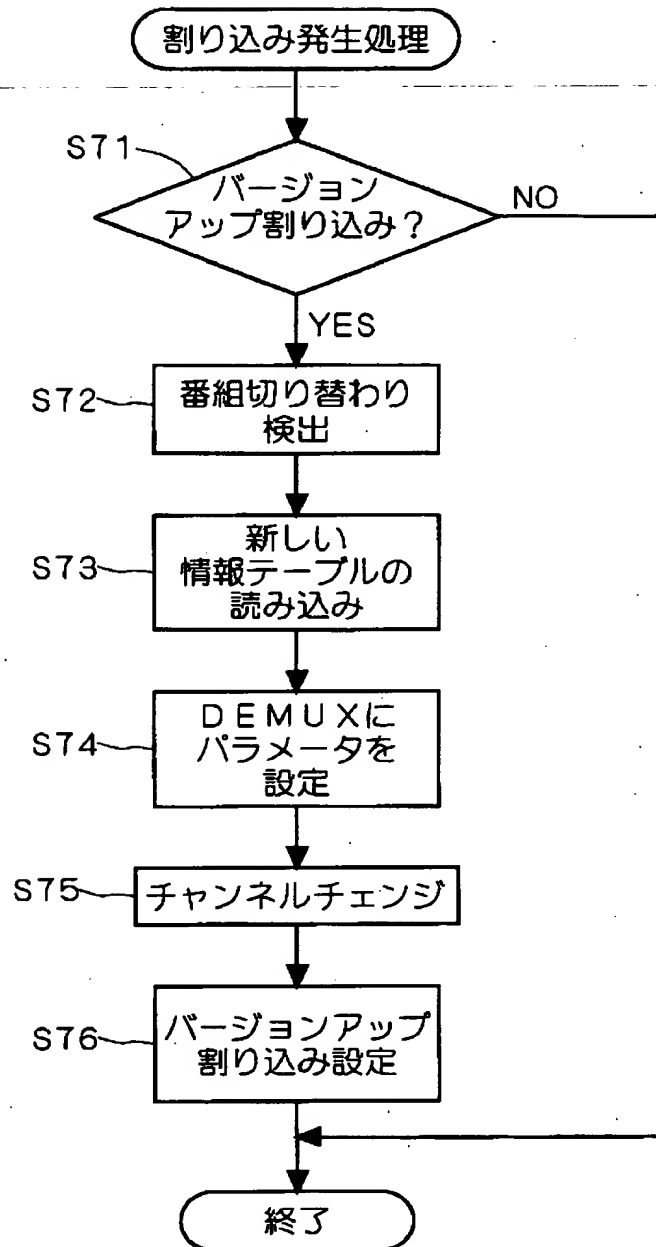 割り込み発生処理
S71
バージョン
アップ割り込み?
NO
YES
S72
番組切り替わり
検出
S73
新しい
情報テーブルの
読み込み
S74
DEMUXに
パラメータを
設定
S75
チャンネルチェンジ
S76
バージョンアップ
割り込み設定
終了